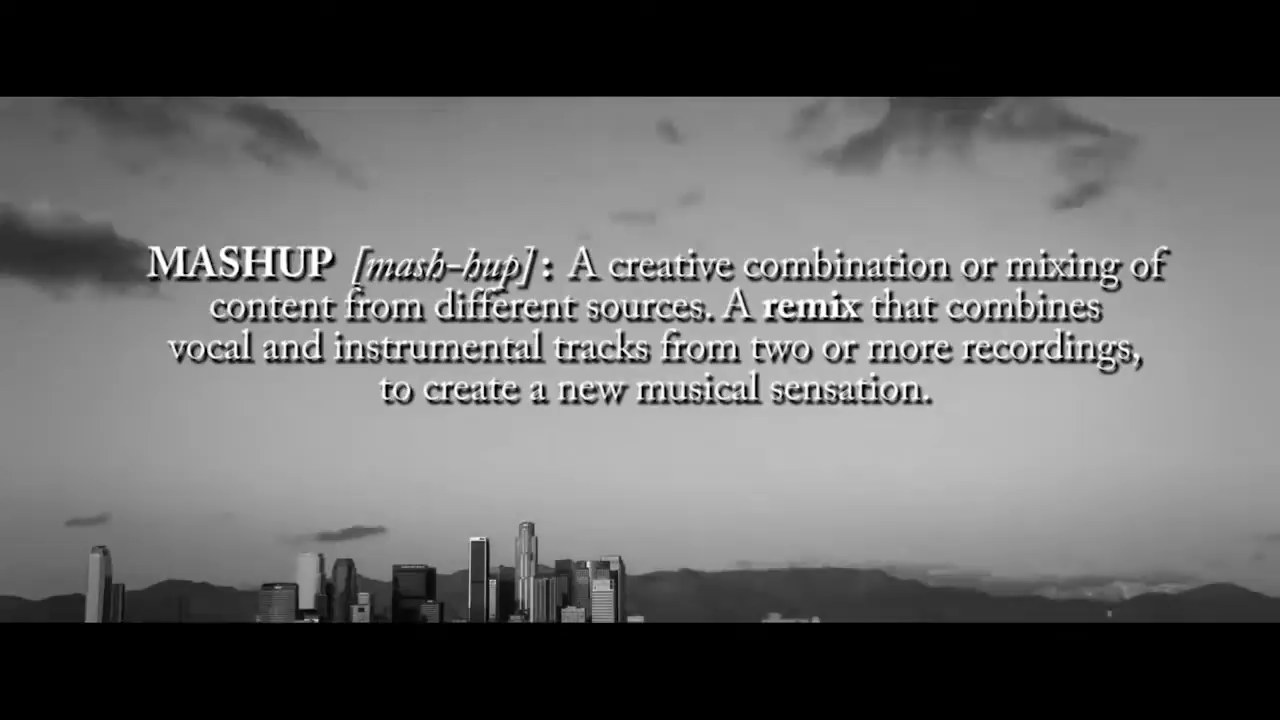 MASHUP [mash-hup] : A creative combination or mixing of
content from different sources. A remix that combines
vocal and instrumental tracks from two or more recordings,
to create a new musical sensation.